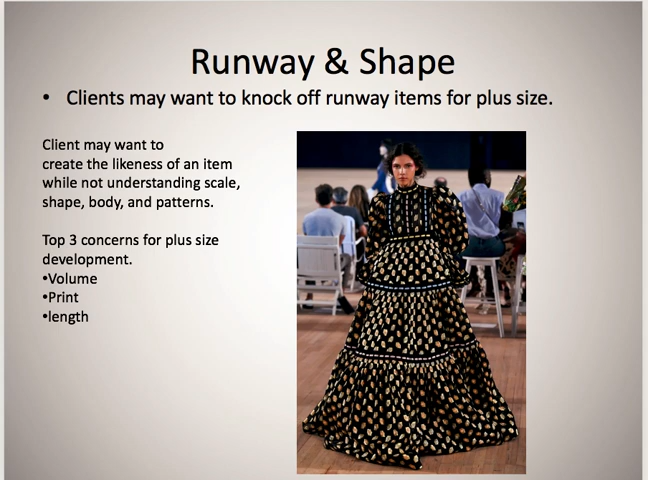 Runway & Shape
• Clients may want to knock off runway items for plus size.
Client may want to
create the likeness of an item
while not understanding scale,
shape, body, and patterns.
Top 3 concerns for plus size
development.
•Volume
•Print
•length